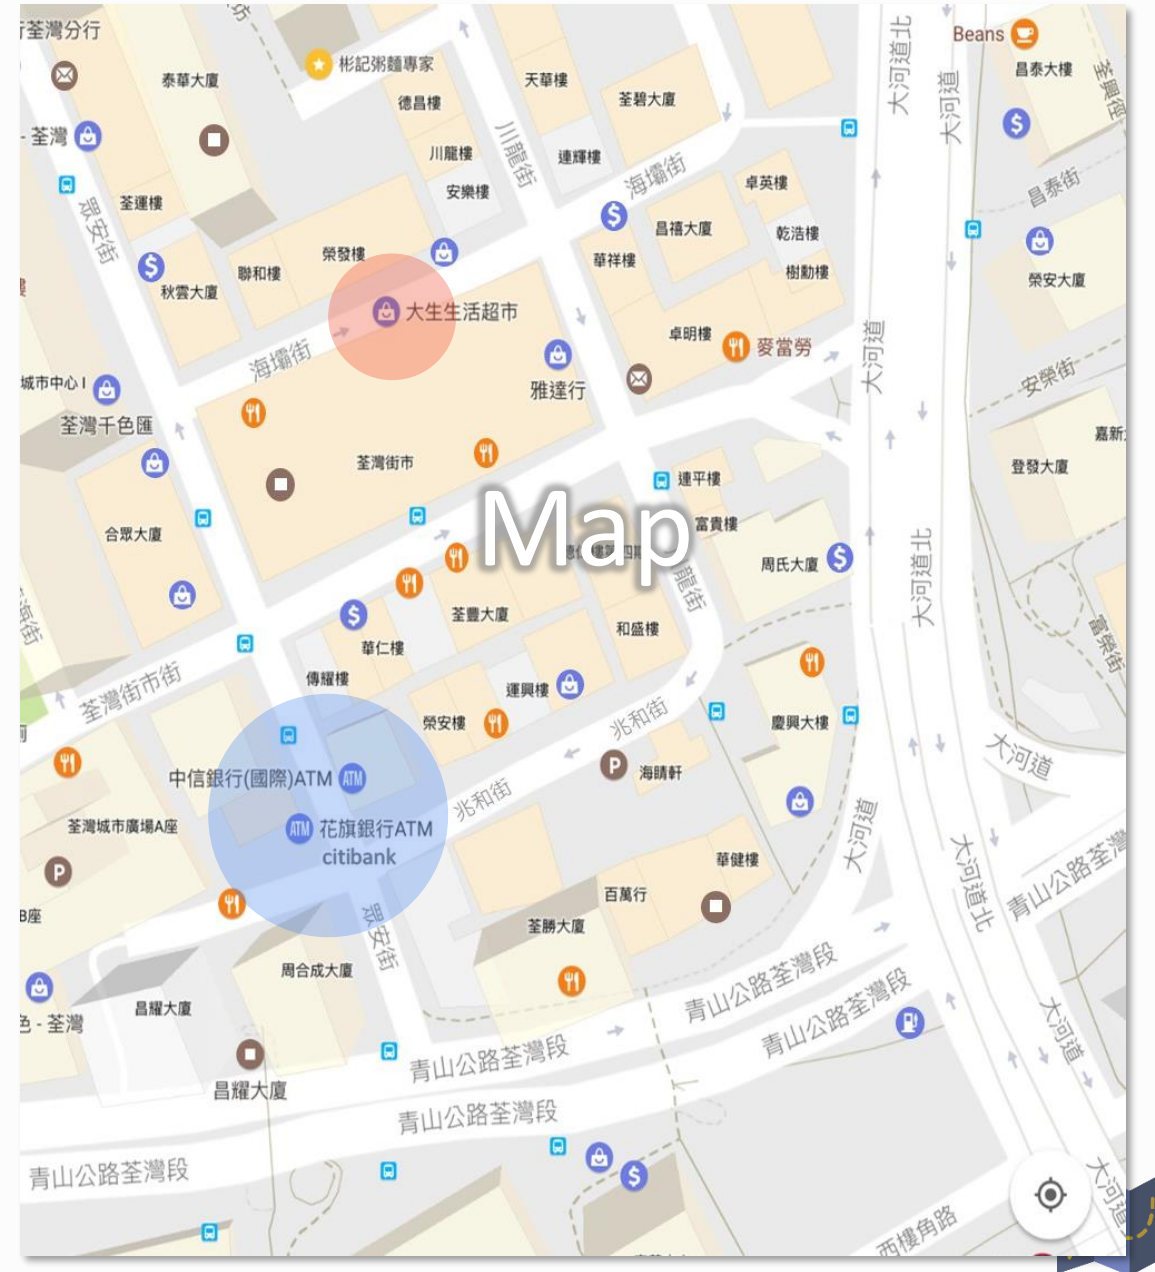 荃灣分行
Beans
彬記粥麵專家
泰華大廈
天華樓
昌泰大樓
荃興徑
大河道北
大河道
德昌樓
荃碧大廈
- 荃灣
川龍街
川龍樓
連輝樓
海壩街
安樂樓
卓英樓
昌泰街
荃運樓
眾安街
昌禧大廈
乾浩樓
榮發樓
華祥樓
聯和樓
樹勳樓
榮安大廈
秋雲大廈
大生生活超市
卓明樓
麥當勞
海壩街
大河道
城市中心 I
雅達行
安榮街
荃灣千色匯
荃灣街市
連平樓
登發大廈
合眾大廈
Map
富貴樓
周氏大廈
大河道北
龍街
荃豐大廈
和盛樓
華仁樓
富榮街
傳耀樓
荃灣街市街
運興樓
榮安樓
兆和街
慶興大樓
大河道
中信銀行(國際)ATM
ATM
海晴軒
兆和街
荃灣城市廣場A座
ATM
花旗銀行ATM
citibank
大河道
華健樓
大河道北
青山公路荃灣
百萬行
B座
荃勝大廈
眾安街
周合成大廈
青山公路荃灣段
昌耀大廈
青山公路荃灣段
色 - 荃灣
大河道
青山公路荃灣段
昌耀大廈
青山公路荃灣段
青山公路荃灣段
大河道
西樓角路